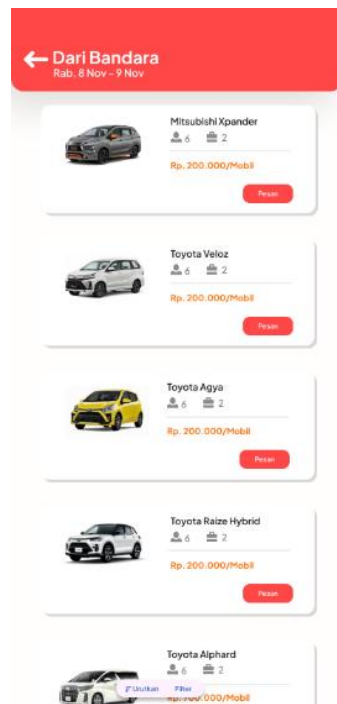 Dari Bandara
Rab, 8 Nov - 9 Nov
Mitsubishi Xpander
6 2
Rp. 200.000/Mobil
Pesan
Toyota Veloz
6 2
Rp. 200.000/Mobil
Pesan
Toyota Agya
6 2
Rp. 200.000/Mobil
Pesan
Toyota Raize Hybrid
6 2
Rp. 200.000/Mobil
Pesan
Toyota Alphard
6 2
Urutkan Filter